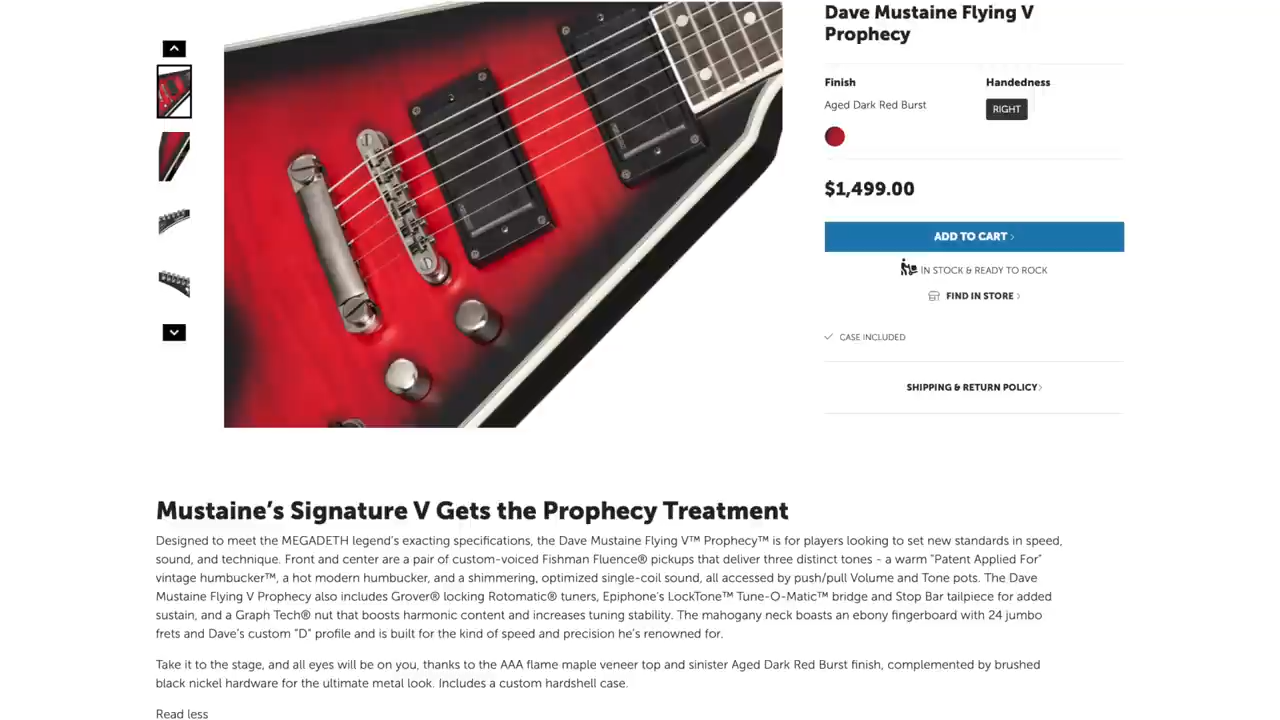 Dave Mustaine Flying V
Prophecy
Finish
Handedness
Aged Dark Red Burst
RIGHT
$1,499.00
ADD TO CART
IN STOCK & READY TO ROCK
FIND IN STORE
CASE INCLUDED
SHIPPING & RETURN POLICY
Mustaine’s Signature V Gets the Prophecy Treatment
Designed to meet the MEGADETH legend’s exacting specifications, the Dave Mustaine Flying V™ Prophecy™ is for players looking to set new standards in speed,
sound, and technique. Front and center are a pair of custom-voiced Fishman Fluence® pickups that deliver three distinct tones - a warm "Patent Applied For"
vintage humbucker™, a hot modern humbucker, and a shimmering, optimized single-coil sound, all accessed by push/pull Volume and Tone pots. The Dave
Mustaine Flying V Prophecy also includes Grover® locking Rotomatic® tuners, Epiphone’s LockTone™ Tune-O-Matic™ bridge and Stop Bar tailpiece for added
sustain, and a Graph Tech® nut that boosts harmonic content and increases tuning stability. The mahogany neck boasts an ebony fingerboard with 24 jumbo
frets and Dave’s custom "D" profile and is built for the kind of speed and precision he’s renowned for.
Take it to the stage, and all eyes will be on you, thanks to the AAA flame maple veneer top and sinister Aged Dark Red Burst finish, complemented by brushed
black nickel hardware for the ultimate metal look. Includes a custom hardshell case.
Read less